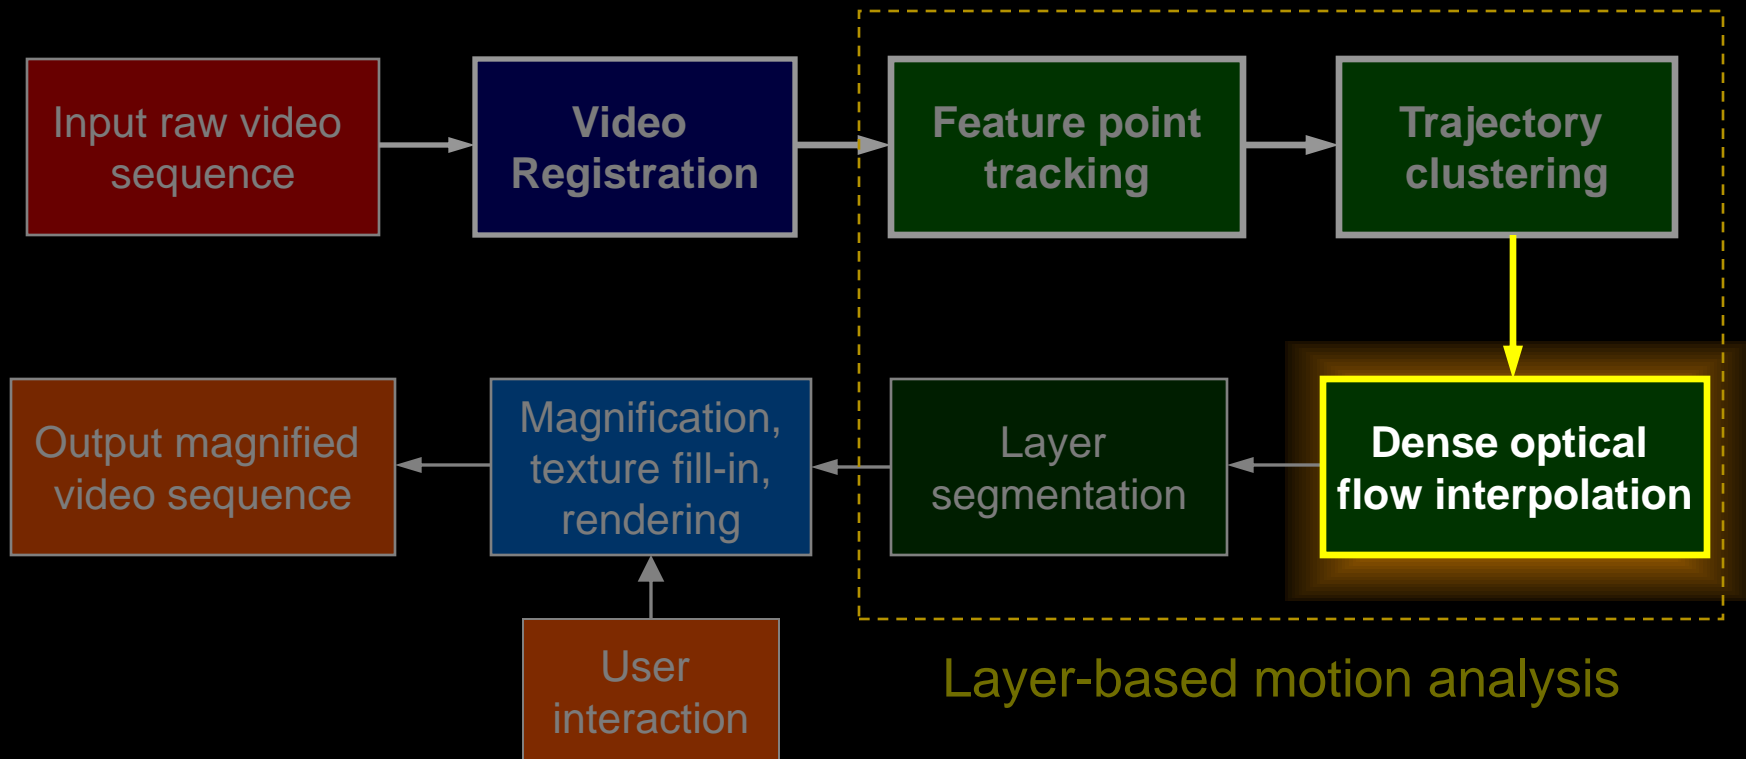 Input raw video
sequence
Video
Registration
Feature point
tracking
Trajectory
clustering
Output magnified
video sequence
Magnification,
texture fill-in,
rendering
Layer
segmentation
Dense optical
flow interpolation
User
interaction
Layer-based motion analysis